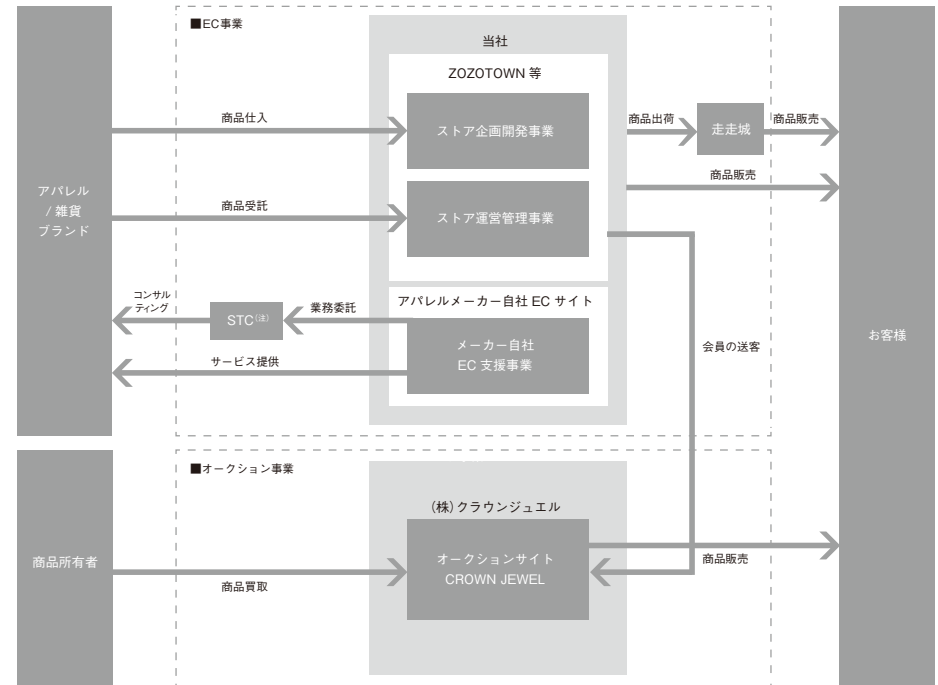 ■EC事業
当社
ZOZOTOWN 等
商品仕入
ストア企画開発事業
商品出荷
走走城
商品販売
商品販売
アパレル
/ 雑貨
ブランド
商品受託
ストア運営管理事業
コンサル
ティング
STC(注)
業務委託
アパレルメーカー自社 EC サイト
メーカー自社
EC 支援事業
サービス提供
会員の送客
お客様
■オークション事業
(株)クラウンジュエル
商品所有者
商品買取
オークションサイト
CROWN JEWEL
商品販売